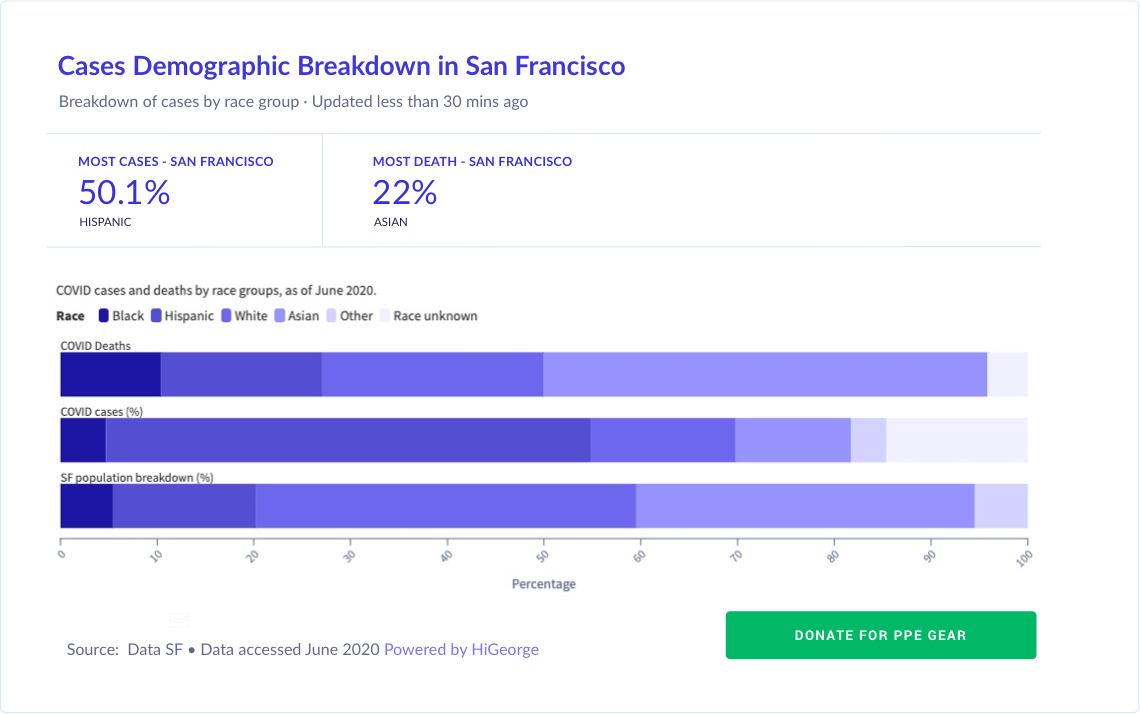 Cases Demographic Breakdown in San Francisco
Breakdown of cases by race group · Updated less than 30 mins ago
MOST CASES - SAN FRANCISCO
50.1%
HISPANIC
MOST DEATH - SAN FRANCISCO
22%
ASIAN
COVID cases and deaths by race groups, as of June 2020.
Race Black Hispanic White Asian Other Race unknown
COVID Deaths
COVID cases (%)
SF population breakdown (%)
0 10 20 30 40 50 60 70 80 90 100
Percentage
Source: Data SF • Data accessed June 2020 Powered by HiGeorge
DONATE FOR PPE GEAR